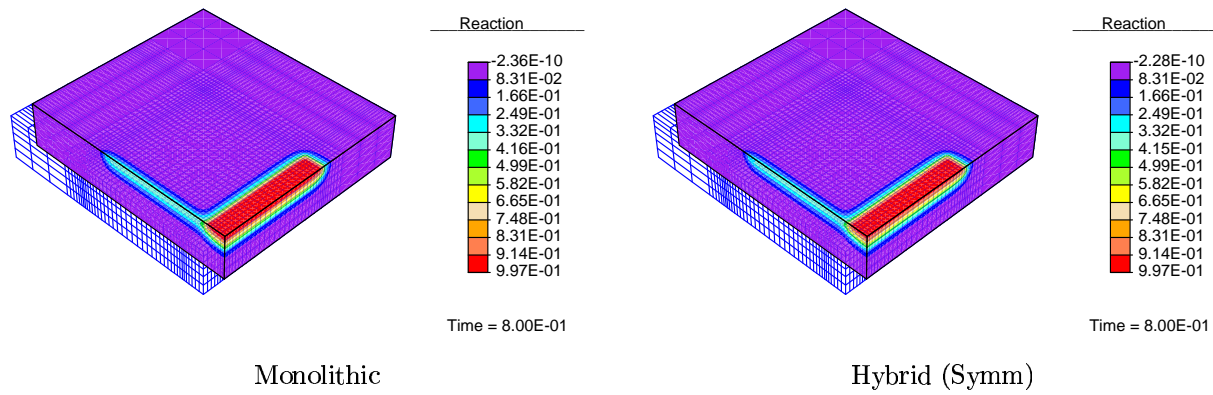 Reaction
-2.36E-10
8.31E-02
1.66E-01
2.49E-01
3.32E-01
4.16E-01
4.99E-01
5.82E-01
6.65E-01
7.48E-01
8.31E-01
9.14E-01
9.97E-01
Time = 8.00E-01
Monolithic
Reaction
-2.28E-10
8.31E-02
1.66E-01
2.49E-01
3.32E-01
4.15E-01
4.99E-01
5.82E-01
6.65E-01
7.48E-01
8.31E-01
9.14E-01
9.97E-01
Time = 8.00E-01
Hybrid (Symm)